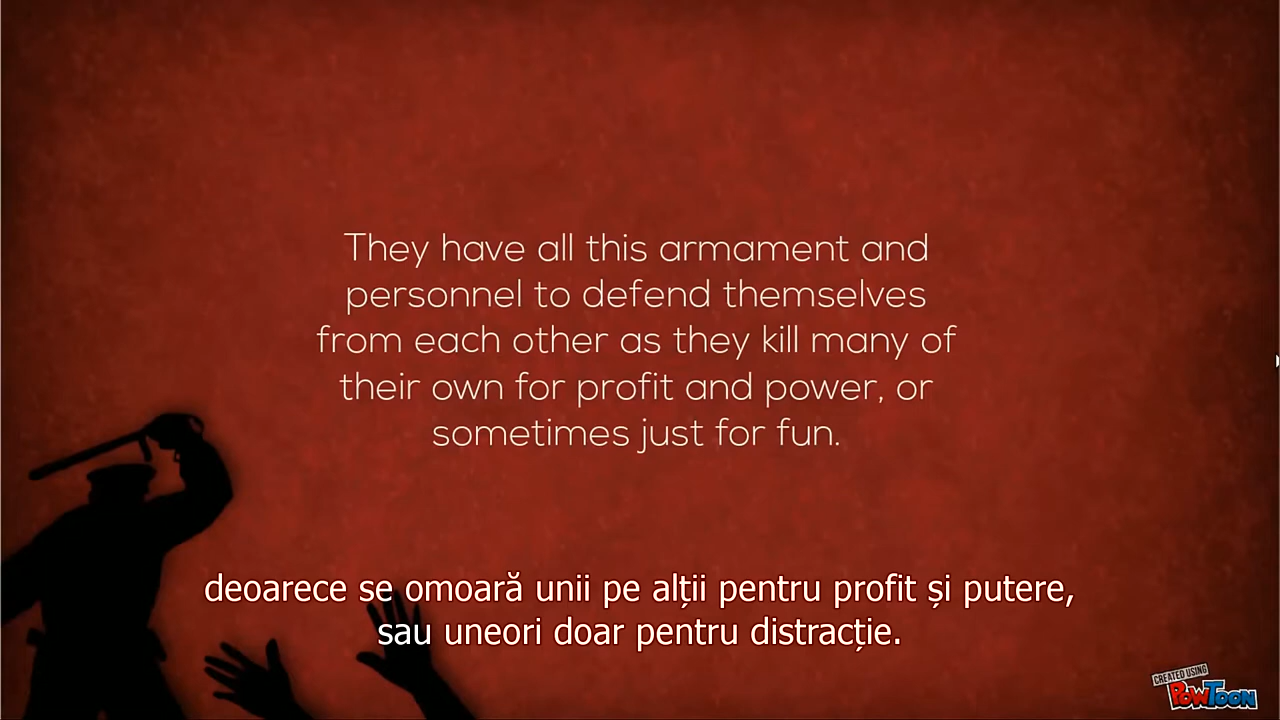 They have all this armament and
personnel to defend themselves
from each other as they kill many of
their own for profit and power, or
sometimes just for fun.
deoarece se omoară unii pe alții pentru profit și putere,
sau uneori doar pentru distracție.
CREATED USING
POWTOON